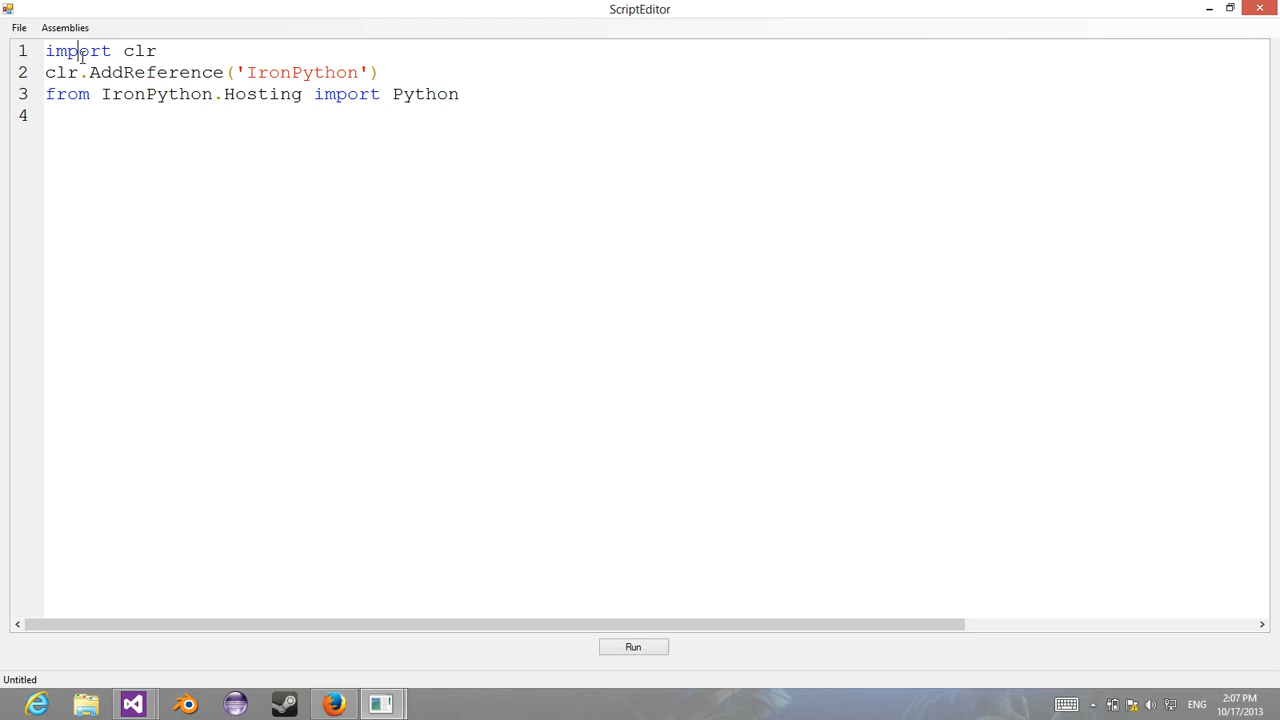 ScriptEditor
File Assemblies
1 import clr
2 clr.AddReference('IronPython')
3 from IronPython.Hosting import Python
4
Run
Untitled
ENG
2:07 PM
10/17/2013